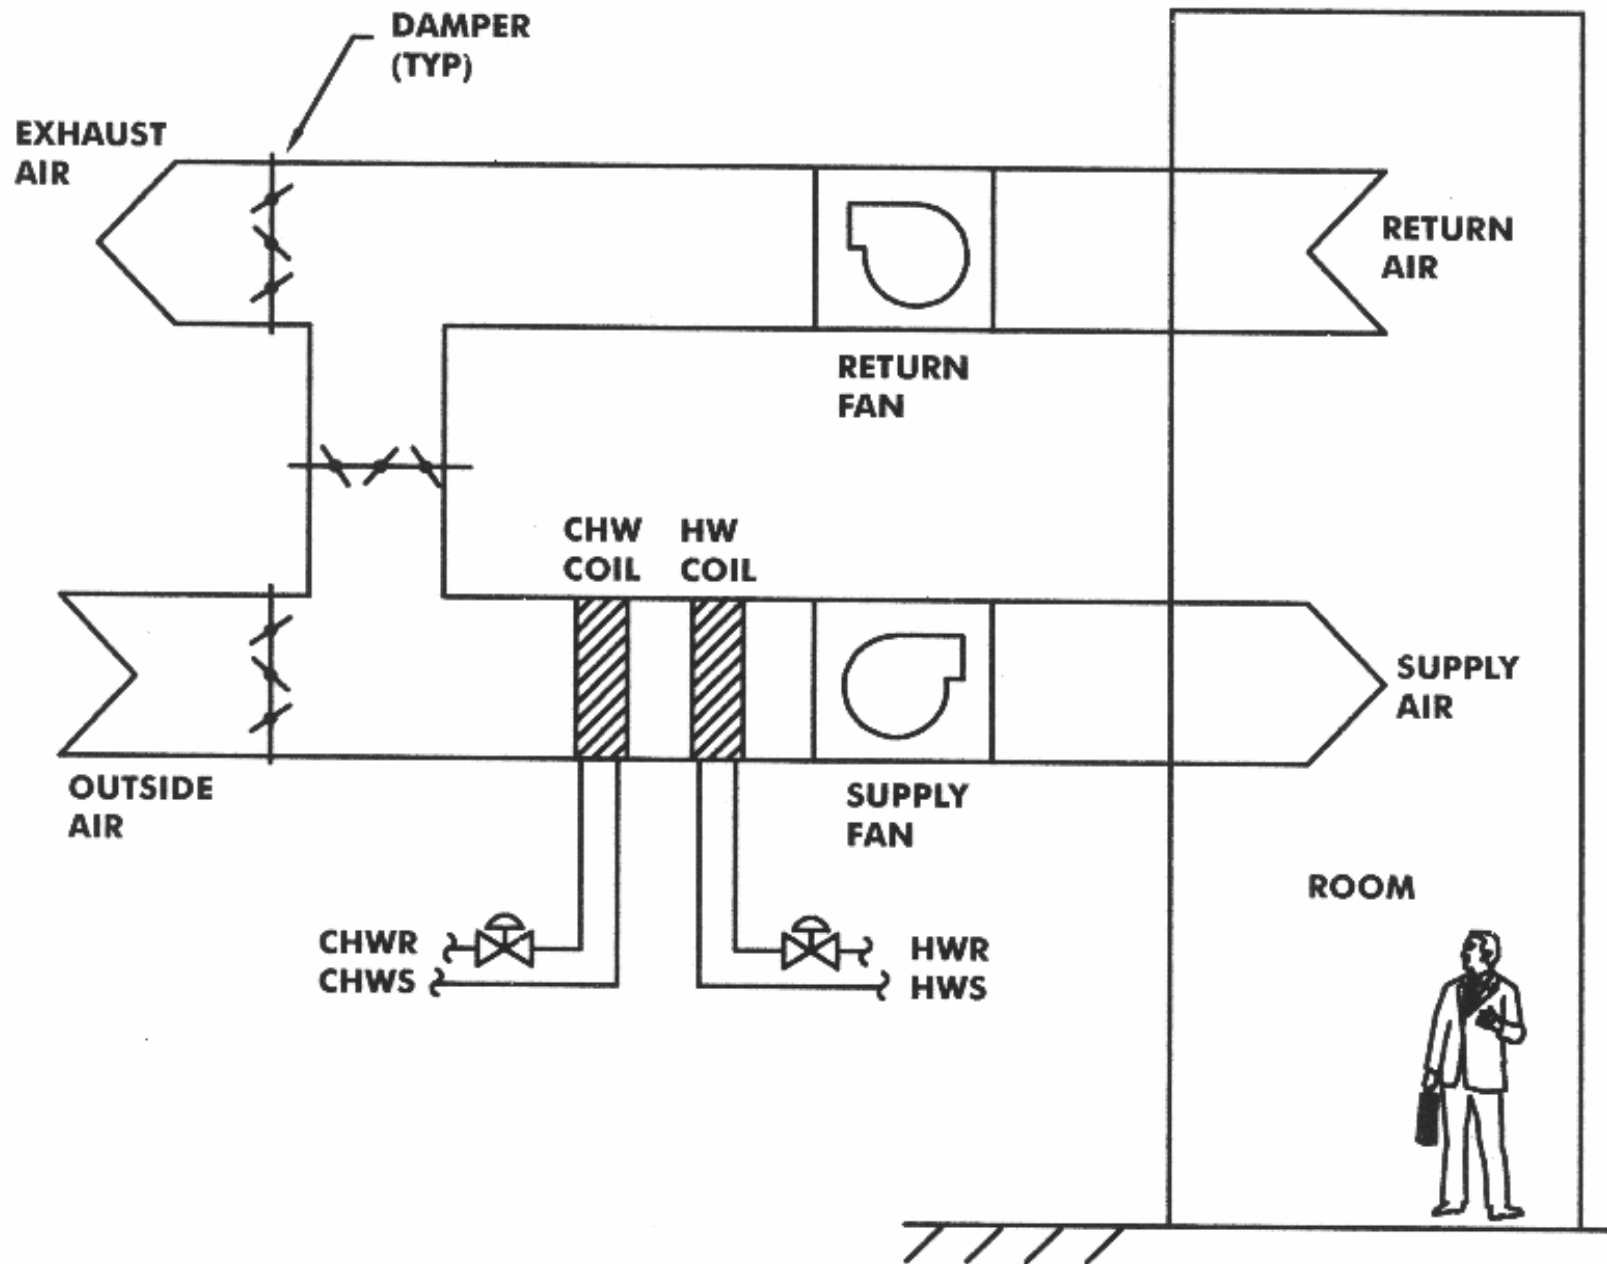 DAMPER
(TYP)
EXHAUST
AIR
RETURN
AIR
RETURN
FAN
CHW
COIL
HW
COIL
SUPPLY
AIR
OUTSIDE
AIR
SUPPLY
FAN
ROOM
CHWR
CHWS
HWR
HWS